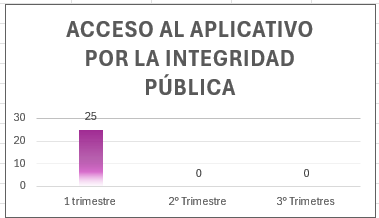 ACCESO AL APLICATIVO
POR LA INTEGRIDAD
PÚBLICA
30
20
10
0
25
0
0
1 trimestre
2º Trimestre
3º Trimetres